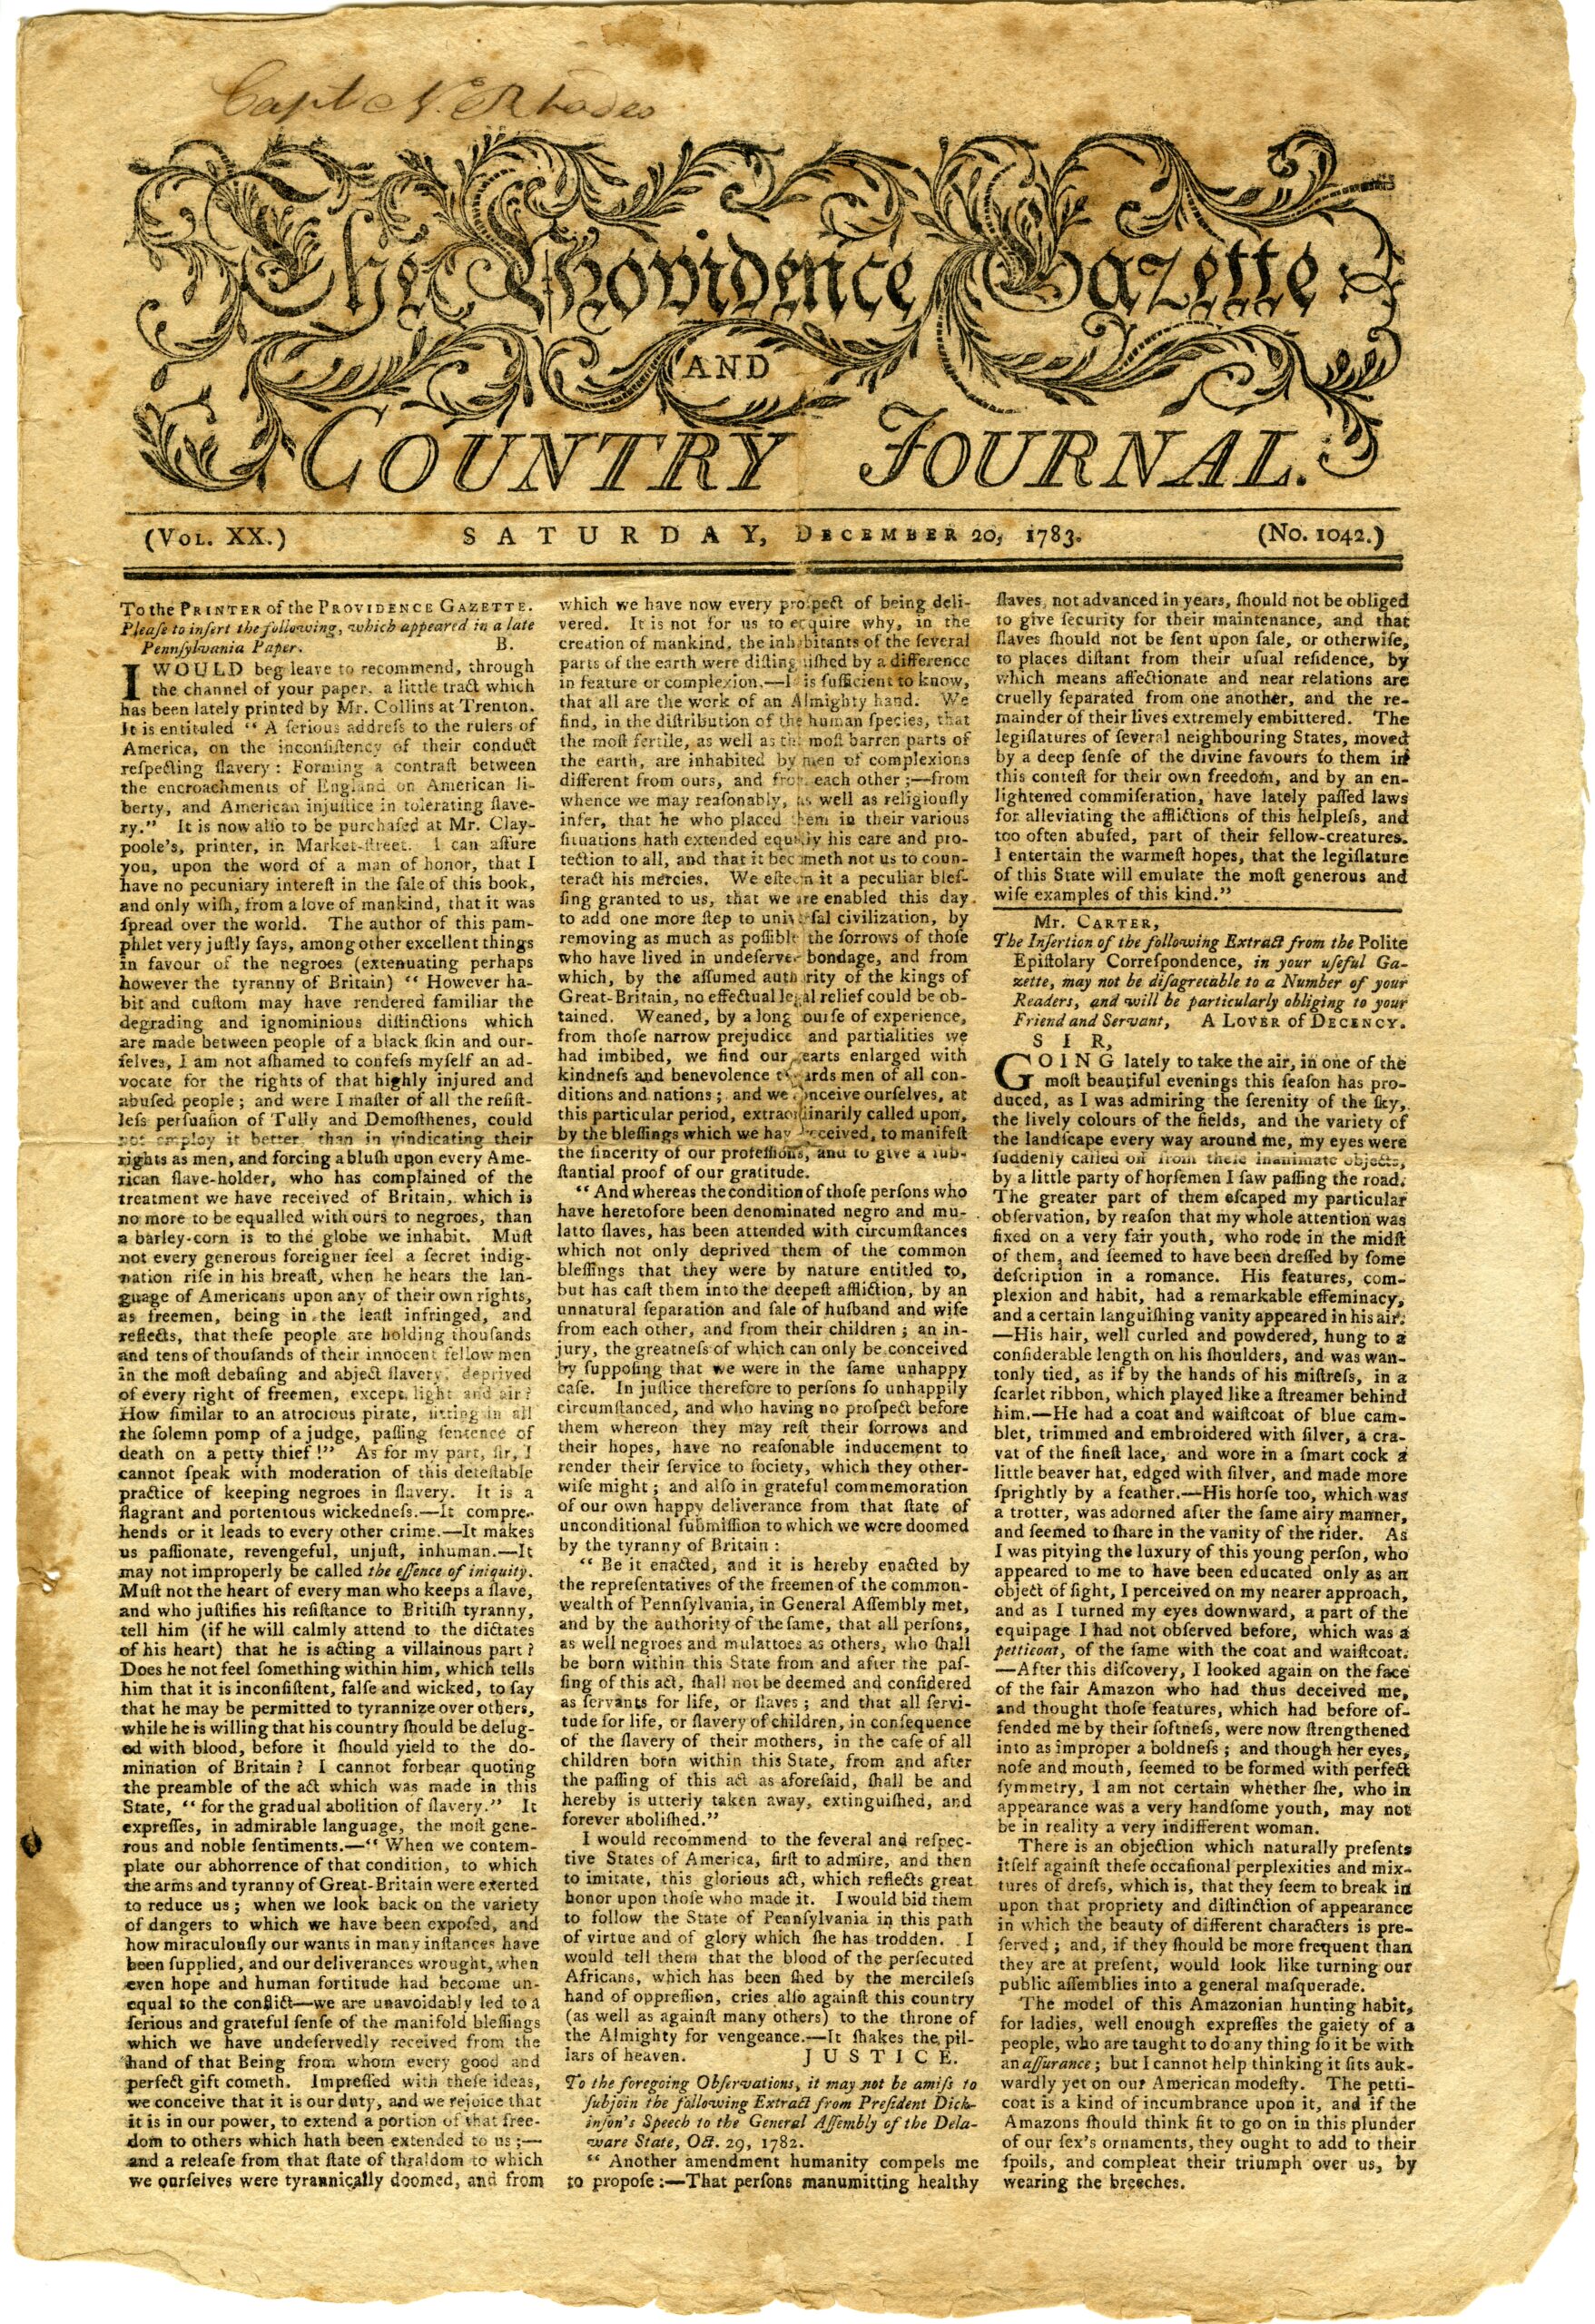 Capt N. Rhodes
The Providence Gazette
AND
COUNTRY JOURNAL.
(VOL. XX.) SATURDAY, DECEMBER 20, 1783. (NO. 1042.)
To the PRINTER of the PROVIDENCE GAZETTE.
Pleaſe to inſert the following, which appeared in a late
Pennſylvania Paper. B.
I WOULD beg leave to recommend, through
the channel of your paper, a little tract which
has been lately printed by Mr. Collins at Trenton.
It is entituled “ A ſerious addreſs to the rulers of
America, on the inconſiſtency of their conduct
reſpecting ſlavery : Forming a contraſt between
the encroachments of England on American li-
berty, and American injuſtice in tolerating ſlave-
ry.” It is now alſo to be purchaſed at Mr. Clay-
poole's, printer, in Market-ſtreet. I can aſſure
you, upon the word of a man of honor, that I
have no pecuniary intereſt in the ſale of this book,
and only wiſh, from a love of mankind, that it was
ſpread over the world. The author of this pam-
phlet very juſtly ſays, among other excellent things
in favour of the negroes (extenuating perhaps
however the tyranny of Britain) “ However ha-
bit and cuſtom may have rendered familiar the
degrading and ignominious diſtinctions which
are made between people of a black ſkin and our-
ſelves, I am not aſhamed to confeſs myſelf an ad-
vocate for the rights of that highly injured and
abuſed people ; and were I maſter of all the reſiſt-
leſs perſuaſion of Tully and Demoſthenes, could
not employ it better, than in vindicating their
rights as men, and forcing a bluſh upon every Ame-
rican ſlave-holder, who has complained of the
treatment we have received of Britain, which is
no more to be equalled with ours to negroes, than
a barley-corn is to the globe we inhabit. Muſt
not every generous foreigner feel a ſecret indig-
nation riſe in his breaſt, when he hears the lan-
guage of Americans upon any of their own rights,
as freemen, being in the leaſt infringed, and
reflects, that theſe people are holding thouſands
and tens of thouſands of their innocent fellow men
in the moſt debaſing and abject ſlavery, deprived
of every right of freemen, except light and air ?
How ſimilar to an atrocious pirate, ſitting in all
the ſolemn pomp of a judge, paſſing ſentence of
death on a petty thief !” As for my part, ſir, I
cannot ſpeak with moderation of this deteſtable
practice of keeping negroes in ſlavery. It is a
flagrant and portentous wickedneſs.—It compre-
hends or it leads to every other crime.—It makes
us paſſionate, revengeful, unjuſt, inhuman.—It
may not improperly be called the eſſence of iniquity.
Muſt not the heart of every man who keeps a ſlave,
and who juſtifies his reſiſtance to Britiſh tyranny,
tell him (if he will calmly attend to the dictates
of his heart) that he is acting a villainous part ?
Does he not feel ſomething within him, which tells
him that it is inconſiſtent, falſe and wicked, to ſay
that he may be permitted to tyrannize over others,
while he is willing that his country ſhould be delug-
ed with blood, before it ſhould yield to the do-
mination of Britain ? I cannot forbear quoting
the preamble of the act which was made in this
State, “ for the gradual abolition of ſlavery.” It
expreſſes, in admirable language, the moſt gene-
rous and noble ſentiments.—“ When we contem-
plate our abhorrence of that condition, to which
the arms and tyranny of Great-Britain were exerted
to reduce us ; when we look back on the variety
of dangers to which we have been expoſed, and
how miraculouſly our wants in many inſtances have
been ſupplied, and our deliverances wrought, when
even hope and human fortitude had become un-
equal to the conflict—we are unavoidably led to a
ſerious and grateful ſenſe of the manifold bleſſings
which we have undeſervedly received from the
hand of that Being from whom every good and
perfect gift cometh. Impreſſed with theſe ideas,
we conceive that it is our duty, and we rejoice that
it is in our power, to extend a portion of that free-
dom to others which hath been extended to us ;—
and a releaſe from that ſtate of thraldom to which
we ourſelves were tyrannically doomed, and from
which we have now every proſpect of being deli-
vered. It is not for us to enquire why, in the
creation of mankind, the inhabitants of the ſeveral
parts of the earth were diſtinguiſhed by a difference
in feature or complexion.—It is ſufficient to know,
that all are the work of an Almighty hand. We
find, in the diſtribution of the human ſpecies, that
the moſt fertile, as well as the moſt barren parts of
the earth, are inhabited by men of complexions
different from ours, and from each other ;—from
whence we may reaſonably, as well as religiouſly
infer, that he who placed them in their various
ſituations hath extended equally his care and pro-
tection to all, and that it becometh not us to coun-
teract his mercies. We eſteem it a peculiar bleſ-
ſing granted to us, that we are enabled this day
to add one more ſtep to univerſal civilization, by
removing as much as poſſible the ſorrows of thoſe
who have lived in undeſerved bondage, and from
which, by the aſſumed authority of the kings of
Great-Britain, no effectual legal relief could be ob-
tained. Weaned, by a long courſe of experience,
from thoſe narrow prejudices and partialities we
had imbibed, we find our hearts enlarged with
kindneſs and benevolence towards men of all con-
ditions and nations ; and we conceive ourſelves, at
this particular period, extraordinarily called upon,
by the bleſſings which we have received, to manifeſt
the ſincerity of our profeſſions, and to give a ſub-
ſtantial proof of our gratitude.
“ And whereas the condition of thoſe perſons who
have heretofore been denominated negro and mu-
latto ſlaves, has been attended with circumſtances
which not only deprived them of the common
bleſſings that they were by nature entitled to,
but has caſt them into the deepeſt affliction, by an
unnatural ſeparation and ſale of huſband and wife
from each other, and from their children ; an in-
jury, the greatneſs of which can only be conceived
by ſuppoſing that we were in the ſame unhappy
caſe. In juſtice therefore to perſons ſo unhappily
circumſtanced, and who having no proſpect before
them whereon they may reſt their ſorrows and
their hopes, have no reaſonable inducement to
render their ſervice to ſociety, which they other-
wiſe might ; and alſo in grateful commemoration
of our own happy deliverance from that ſtate of
unconditional ſubmiſſion to which we were doomed
by the tyranny of Britain :
“ Be it enacted, and it is hereby enacted by
the repreſentatives of the freemen of the common-
wealth of Pennſylvania, in General Aſſembly met,
and by the authority of the ſame, that all perſons,
as well negroes and mulattoes as others, who ſhall
be born within this State from and after the paſ-
ſing of this act, ſhall not be deemed and conſidered
as ſervants for life, or ſlaves ; and that all ſervi-
tude for life, or ſlavery of children, in conſequence
of the ſlavery of their mothers, in the caſe of all
children born within this State, from and after
the paſſing of this act as aforeſaid, ſhall be and
hereby is utterly taken away, extinguiſhed, and
forever aboliſhed.”
I would recommend to the ſeveral and reſpec-
tive States of America, firſt to admire, and then
to imitate, this glorious act, which reflects great
honor upon thoſe who made it. I would bid them
to follow the State of Pennſylvania in this path
of virtue and of glory which ſhe has trodden. I
would tell them that the blood of the perſecuted
Africans, which has been ſhed by the mercileſs
hand of oppreſſion, cries alſo againſt this country
(as well as againſt many others) to the throne of
the Almighty for vengeance.—It ſhakes the pil-
lars of heaven. JUSTICE.
To the foregoing Obſervations, it may not be amiſs to
ſubjoin the following Extract from Preſident Dick-
inſon's Speech to the General Aſſembly of the Dela-
ware State, Oct. 29, 1782.
“ Another amendment humanity compels me
to propoſe :—That perſons manumitting healthy
ſlaves, not advanced in years, ſhould not be obliged
to give ſecurity for their maintenance, and that
ſlaves ſhould not be ſent upon ſale, or otherwiſe,
to places diſtant from their uſual reſidence, by
which means affectionate and near relations are
cruelly ſeparated from one another, and the re-
mainder of their lives extremely embittered. The
legiſlatures of ſeveral neighbouring States, moved
by a deep ſenſe of the divine favours to them in
this conteſt for their own freedom, and by an en-
lightened commiſeration, have lately paſſed laws
for alleviating the afflictions of this helpleſs, and
too often abuſed, part of their fellow-creatures.
I entertain the warmeſt hopes, that the legiſlature
of this State will emulate the moſt generous and
wiſe examples of this kind.”
Mr. CARTER,
The Inſertion of the following Extract from the Polite
Epiſtolary Correſpondence, in your uſeful Ga-
zette, may not be diſagreeable to a Number of your
Readers, and will be particularly obliging to your
Friend and Servant, A LOVER of DECENCY.
SIR,
GOING lately to take the air, in one of the
moſt beautiful evenings this ſeaſon has pro-
duced, as I was admiring the ſerenity of the ſky,
the lively colours of the fields, and the variety of
the landſcape every way around me, my eyes were
ſuddenly called off from theſe inanimate objects,
by a little party of horſemen I ſaw paſſing the road.
The greater part of them eſcaped my particular
obſervation, by reaſon that my whole attention was
fixed on a very fair youth, who rode in the midſt
of them, and ſeemed to have been dreſſed by ſome
deſcription in a romance. His features, com-
plexion and habit, had a remarkable effeminacy,
and a certain languiſhing vanity appeared in his air.
—His hair, well curled and powdered, hung to a
conſiderable length on his ſhoulders, and was wan-
tonly tied, as if by the hands of his miſtreſs, in a
ſcarlet ribbon, which played like a ſtreamer behind
him.—He had a coat and waiſtcoat of blue cam-
blet, trimmed and embroidered with ſilver, a cra-
vat of the fineſt lace, and wore in a ſmart cock a
little beaver hat, edged with ſilver, and made more
ſprightly by a feather.—His horſe too, which was
a trotter, was adorned after the ſame airy manner,
and ſeemed to ſhare in the vanity of the rider. As
I was pitying the luxury of this young perſon, who
appeared to me to have been educated only as an
object of ſight, I perceived on my nearer approach,
and as I turned my eyes downward, a part of the
equipage I had not obſerved before, which was a
petticoat, of the ſame with the coat and waiſtcoat.
—After this diſcovery, I looked again on the face
of the fair Amazon who had thus deceived me,
and thought thoſe features, which had before of-
fended me by their ſoftneſs, were now ſtrengthened
into as improper a boldneſs ; and though her eyes,
noſe and mouth, ſeemed to be formed with perfect
ſymmetry, I am not certain whether ſhe, who in
appearance was a very handſome youth, may not
be in reality a very indifferent woman.
There is an objection which naturally preſents
itſelf againſt theſe occaſional perplexities and mix-
tures of dreſs, which is, that they ſeem to break in
upon that propriety and diſtinction of appearance
in which the beauty of different characters is pre-
ſerved ; and, if they ſhould be more frequent than
they are at preſent, would look like turning our
public aſſemblies into a general maſquerade.
The model of this Amazonian hunting habit,
for ladies, well enough expreſſes the gaiety of a
people, who are taught to do any thing ſo it be with
an aſſurance ; but I cannot help thinking it ſits auk-
wardly yet on our American modeſty. The petti-
coat is a kind of incumbrance upon it, and if the
Amazons ſhould think fit to go on in this plunder
of our ſex's ornaments, they ought to add to their
ſpoils, and compleat their triumph over us, by
wearing the breeches.